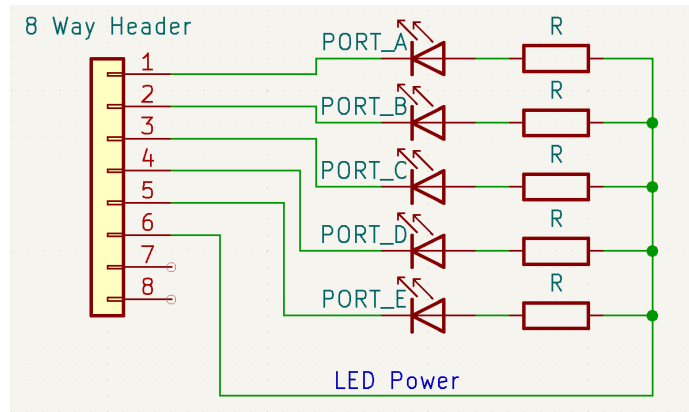 8 Way Header
1
2
3
4
5
6
7
8
PORT_A
R
PORT_B
R
PORT_C
R
PORT_D
R
PORT_E
R
LED Power